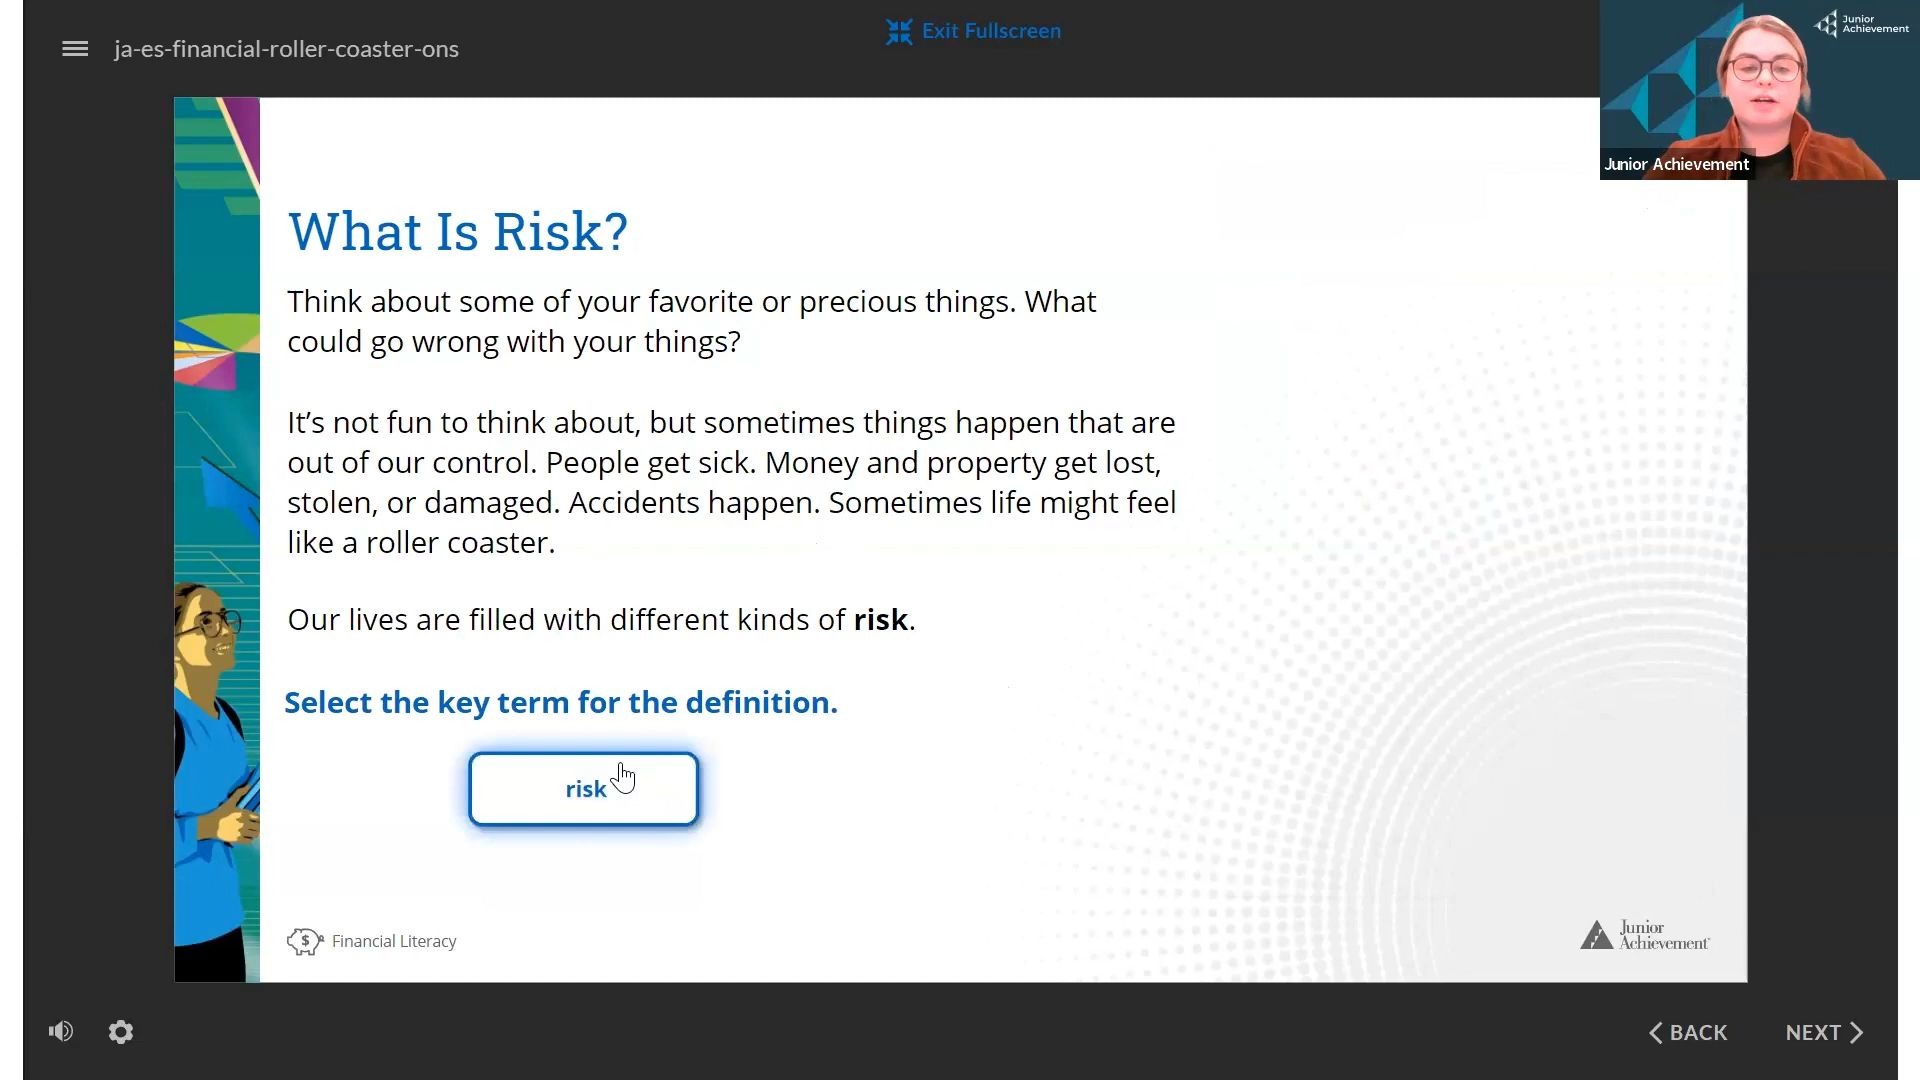 ja-es-financial-roller-coaster-ons
Exit Fullscreen
Junior
Achievement
Junior Achievement
What Is Risk?
Think about some of your favorite or precious things. What
could go wrong with your things?
It’s not fun to think about, but sometimes things happen that are
out of our control. People get sick. Money and property get lost,
stolen, or damaged. Accidents happen. Sometimes life might feel
like a roller coaster.
Our lives are filled with different kinds of risk.
Select the key term for the definition.
risk
$
Financial Literacy
Junior
Achievement
BACK
NEXT